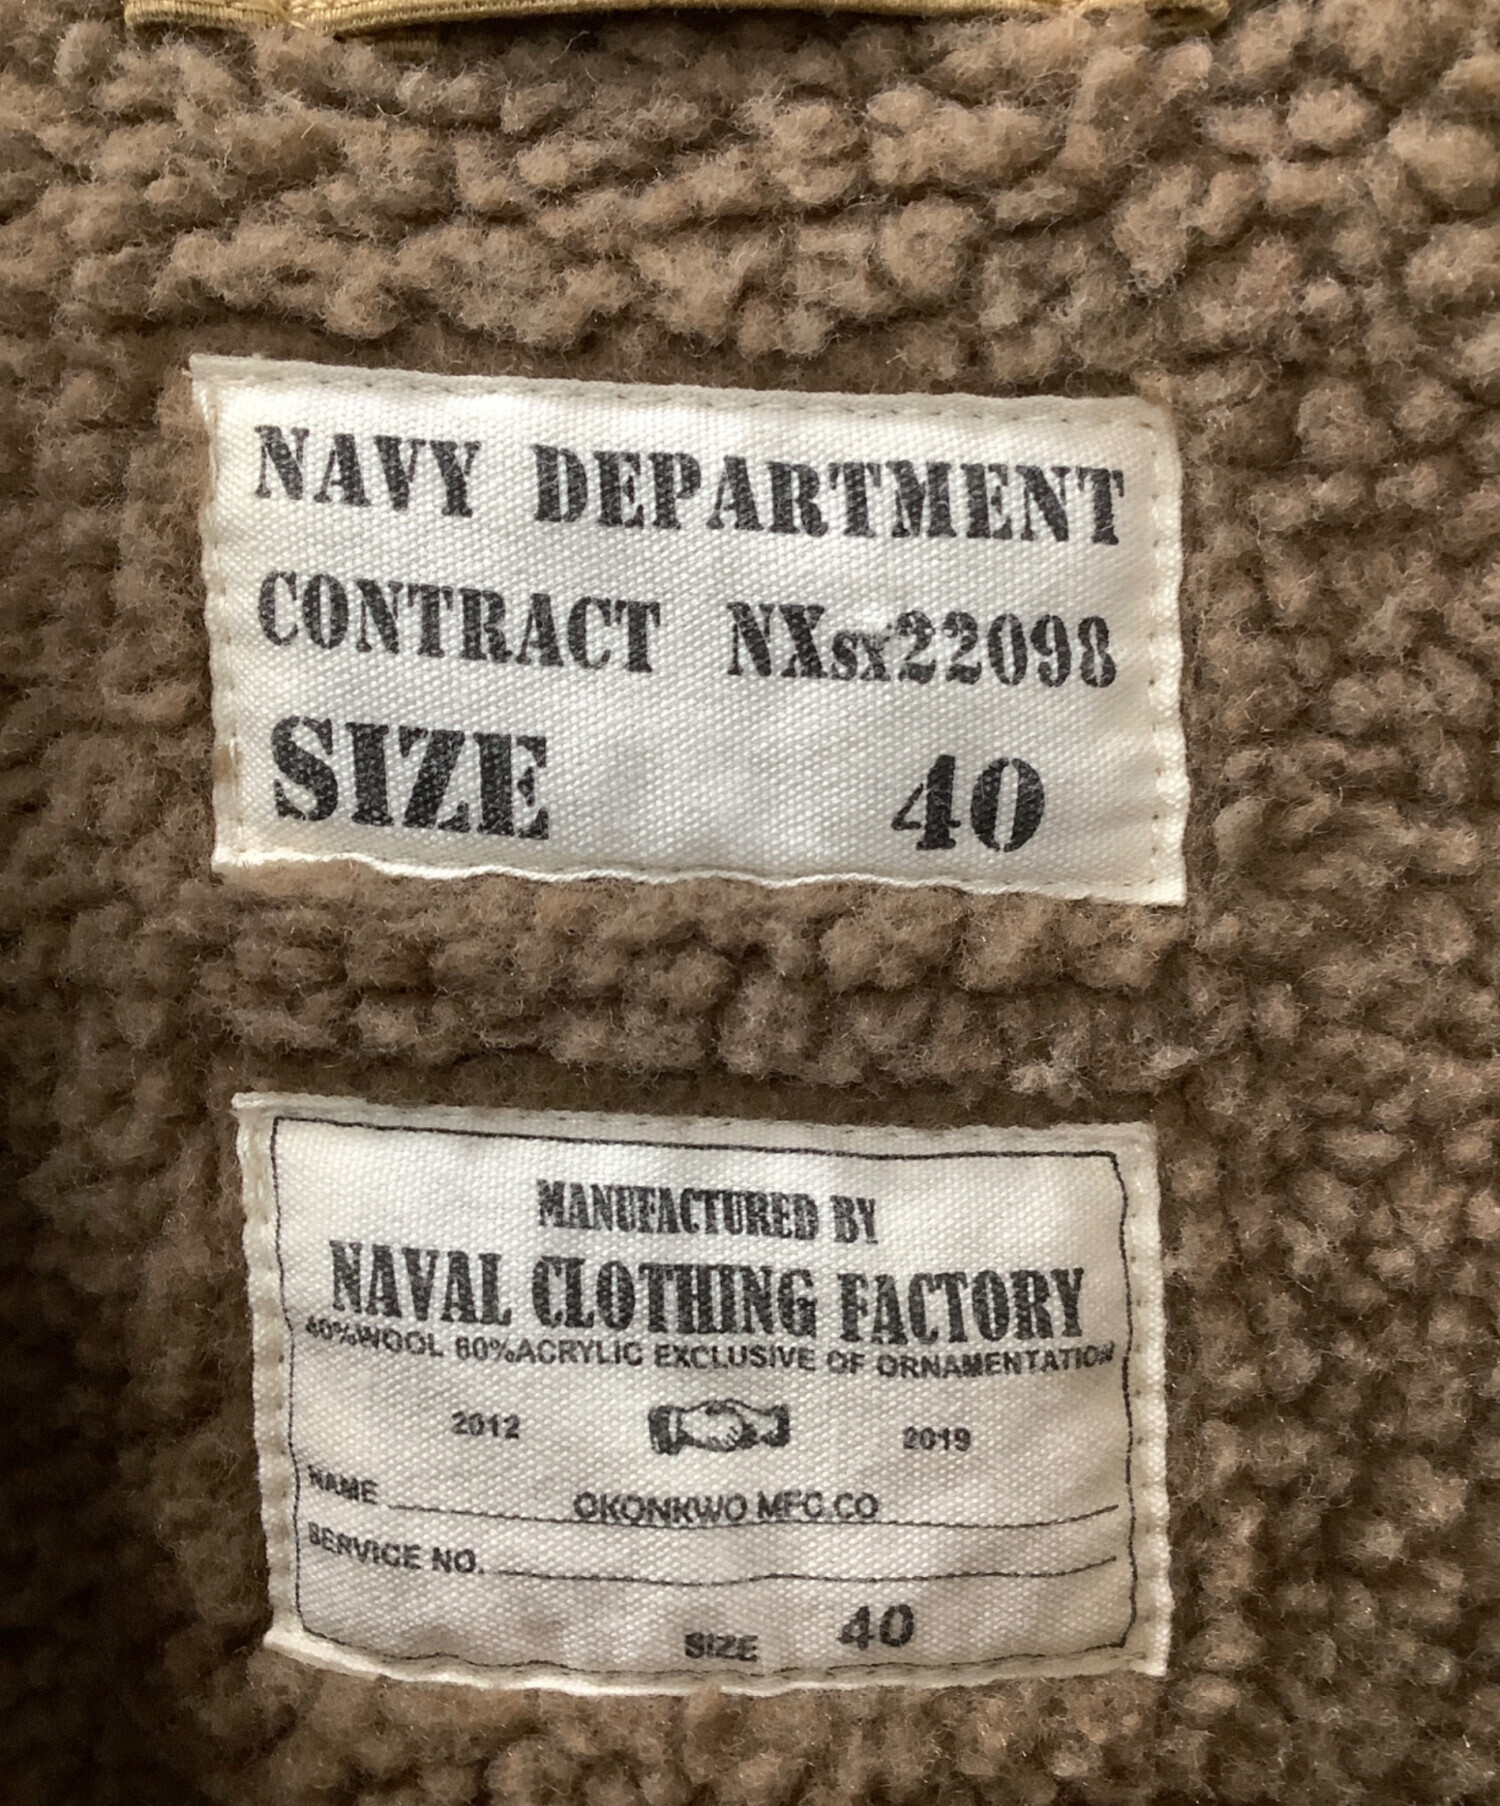 NAVY DEPARTMENT
CONTRACT NXsx22098
SIZE 40
MANUFACTURED BY
NAVAL CLOTHING FACTORY
40%WOOL 60%ACRYLIC EXCLUSIVE OF ORNAMENTATION
2012 2019
NAME OKONKWO MFG.CO
SERVICE NO.
SIZE 40